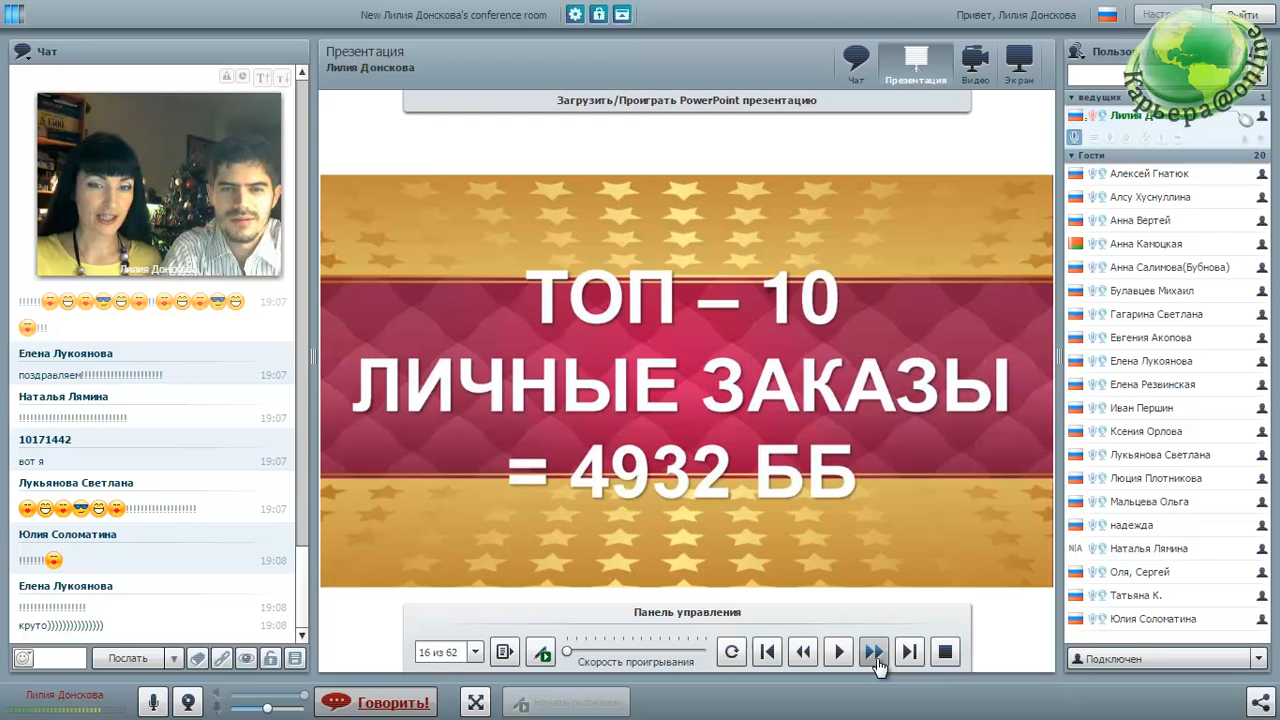 New Лилия Донскова's conference room
Привет, Лилия Донскова
Выйти
Карьера@online
Чат
Лилия Донскова
!!!!!! !! 19:07
!!!
Елена Лукоянова
поздравляем!!!!!!!!!!!!!!!!!!!!!! 19:07
Наталья Лямина
!!!!!!!!!!!!!!!!!!!!!!!!!!!! 19:07
10171442
вот я 19:07
Лукьянова Светлана
!!!!!!!!!!!!!!!!!!! 19:07
Юлия Соломатина
!!!!!!! 19:08
Елена Лукоянова
!!!!!!!!!!!!!!!!!! 19:08
круто))))))))))))))) 19:08
Послать
Презентация
Лилия Донскова
Чат
Презентация
Видео
Экран
Загрузить/Проиграть PowerPoint презентацию
ТОП – 10
ЛИЧНЫЕ ЗАКАЗЫ
= 4932 ББ
Панель управления
16 из 62
Скорость проигрывания
ведущих 1
Гости 20
Алексей Гнатюк
Алсу Хуснуллина
Анна Вертей
Анна Камоцкая
Анна Салимова(Бубнова)
Булавцев Михаил
Гагарина Светлана
Евгения Акопова
Елена Лукоянова
Елена Резвинская
Иван Першин
Ксения Орлова
Лукьянова Светлана
Люция Плотникова
Мальцева Ольга
надежда
N/A Наталья Лямина
Оля, Сергей
Татьяна К.
Юлия Соломатина
Подключен
Лилия Донскова
Говорить!